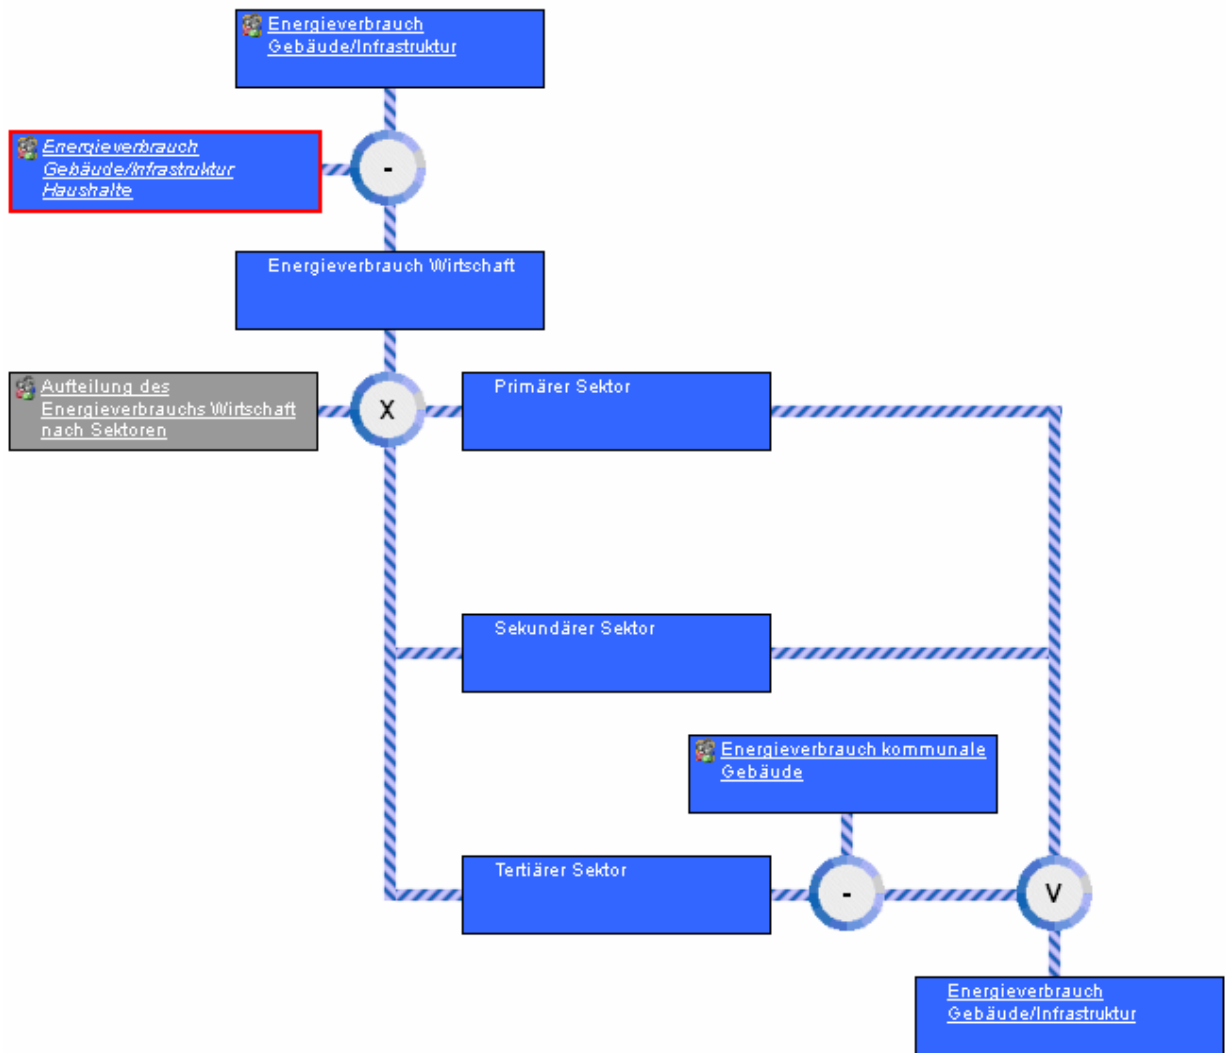 Energieverbrauch
Gebäude/Infrastruktur
-
Energieverbrauch
Gebäude/Infrastruktur
Haushalte
Energieverbrauch Wirtschaft
Aufteilung des
Energieverbrauchs Wirtschaft
nach Sektoren
X
Primärer Sektor
Sekundärer Sektor
Energieverbrauch kommunale
Gebäude
Tertiärer Sektor
-
V
Energieverbrauch
Gebäude/Infrastruktur